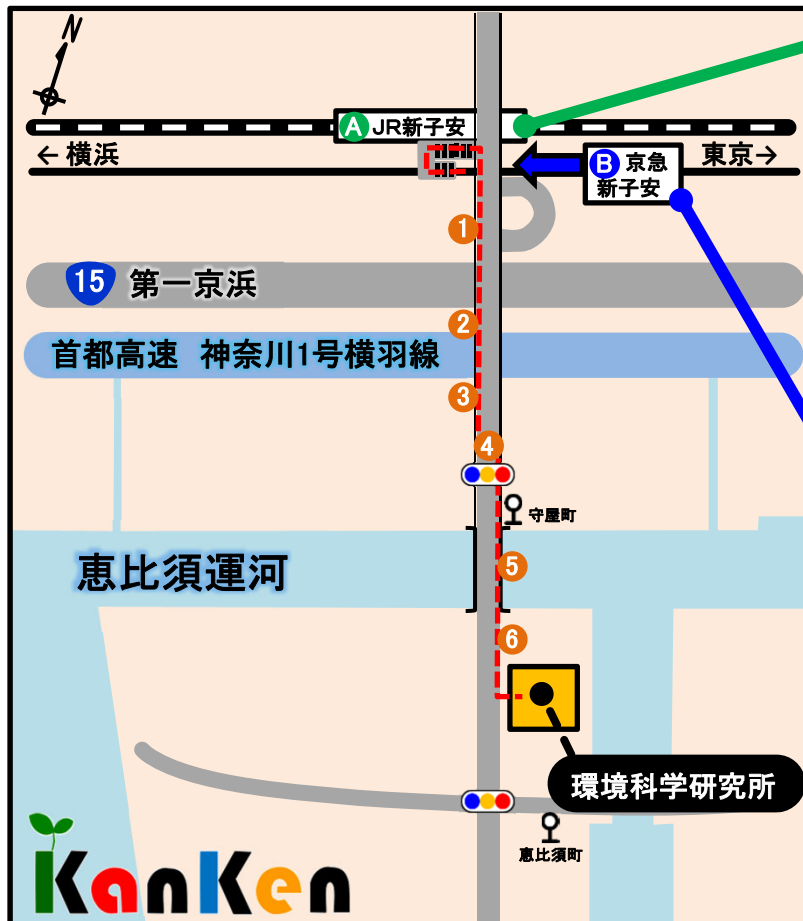 N
A JR新子安
←横浜
B 京急
新子安
東京→
1
15 第一京浜
2
首都高速 神奈川1号横羽線
3
4
守屋町
恵比須運河
5
6
環境科学研究所
恵比須町
KanKen